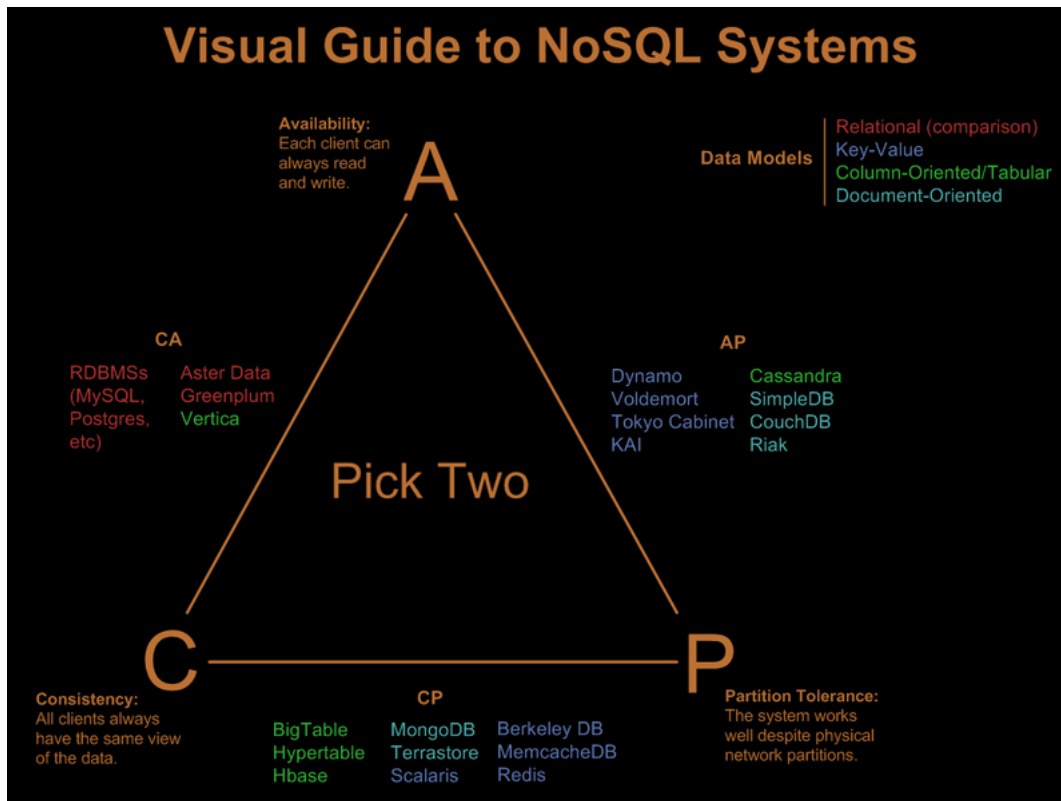 Visual Guide to NoSQL Systems
Availability:
Each client can
always read
and write.
A
Data Models
Relational (comparison)
Key-Value
Column-Oriented/Tabular
Document-Oriented
CA
RDBMSs
(MySQL,
Postgres,
etc)
Aster Data
Greenplum
Vertica
AP
Dynamo
Voldemort
Tokyo Cabinet
KAI
Cassandra
SimpleDB
CouchDB
Riak
Pick Two
C
P
Consistency:
All clients always
have the same view
of the data.
CP
BigTable
Hypertable
Hbase
MongoDB
Terrastore
Scalaris
Berkeley DB
MemcacheDB
Redis
Partition Tolerance:
The system works
well despite physical
network partitions.